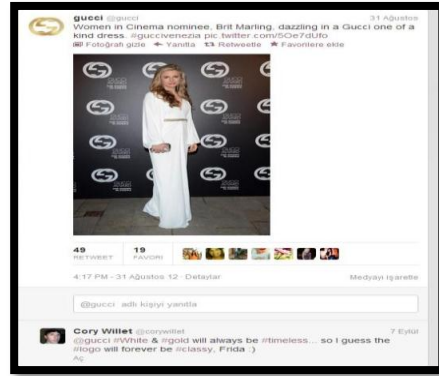 gucci @gucci 31 Ağustos
Women in Cinema nominee, Brit Marling, dazzling in a Gucci one of a
kind dress. #guccivenezia pic.twitter.com/5Oe7dUfo
Fotoğrafı gizle Yanıtla Retweetle Favorilere ekle
49 19
RETWEET FAVORİ
4:17 PM - 31 Ağustos 12 · Detaylar Medyayı işaretle
@gucci adlı kişiyi yanıtla
Cory Willet @corywillet 7 Eylül
@gucci #White & #gold will always be #timeless... so I guess the
#logo will forever be #classy, Frida :)
Aç